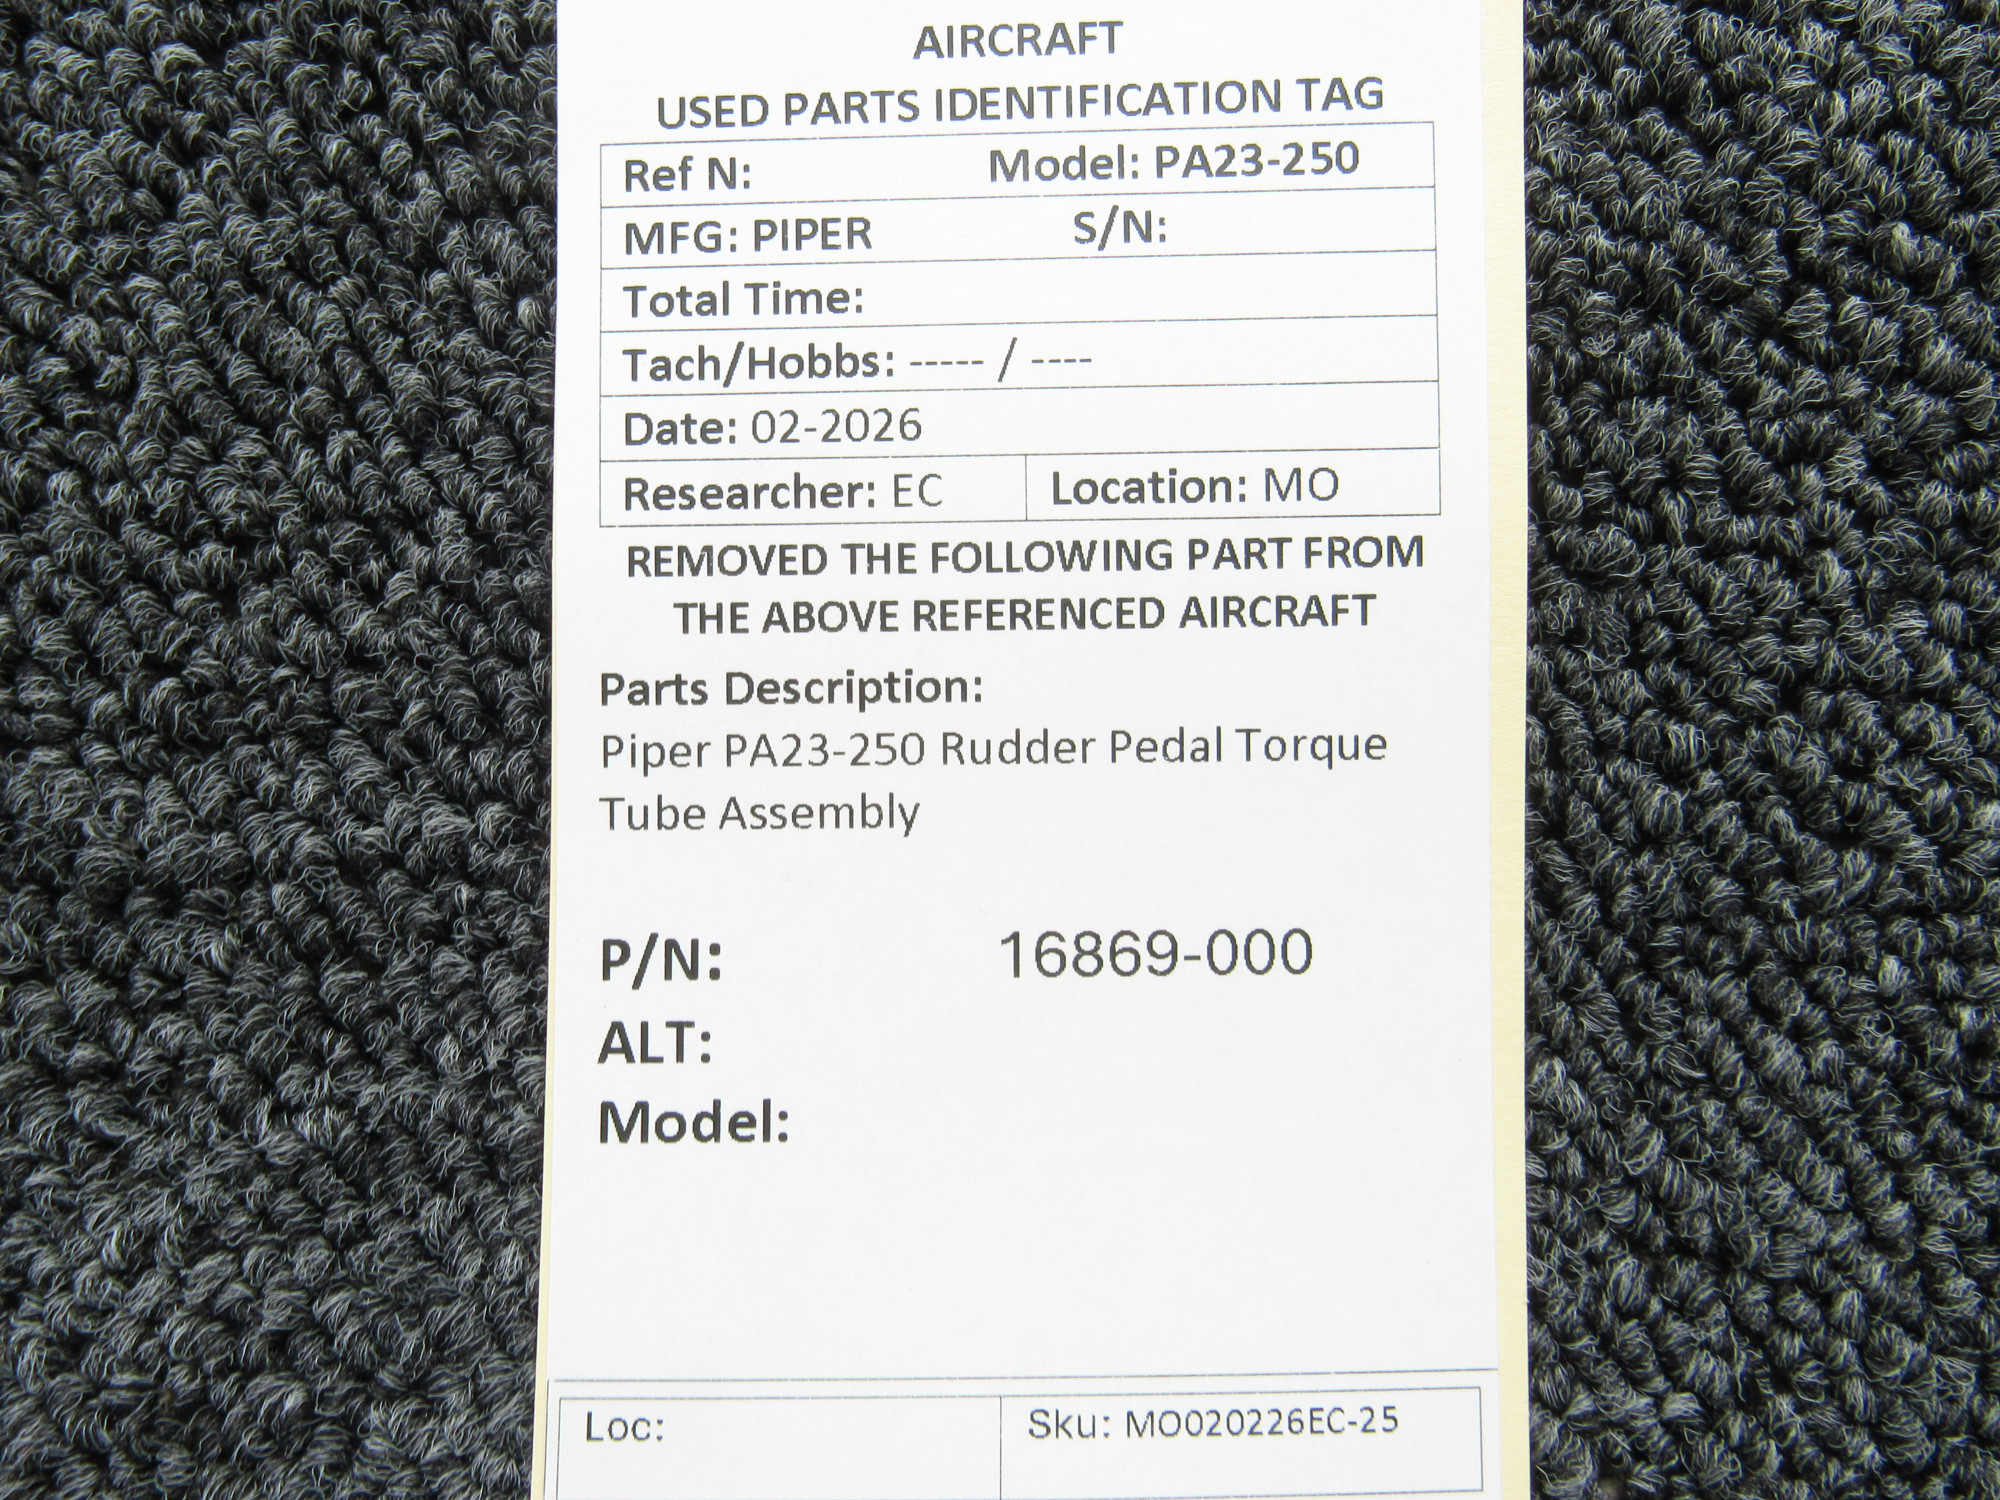 AIRCRAFT
USED PARTS IDENTIFICATION TAG
Ref N: Model: PA23-250
MFG: PIPER S/N:
Total Time:
Tach/Hobbs: ----- / ----
Date: 02-2026
Researcher: EC Location: MO
REMOVED THE FOLLOWING PART FROM
THE ABOVE REFERENCED AIRCRAFT
Parts Description:
Piper PA23-250 Rudder Pedal Torque
Tube Assembly
P/N: 16869-000
ALT:
Model:
Loc: Sku: MO020226EC-25